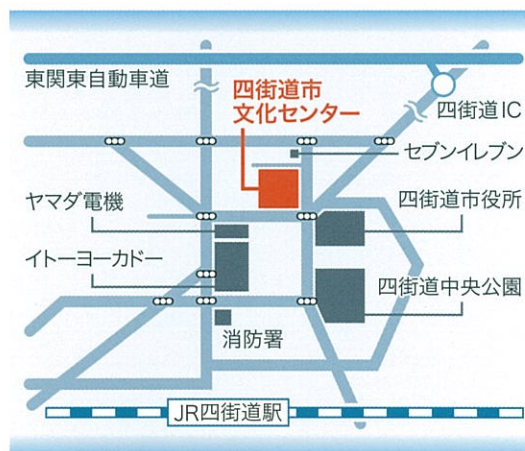 東関東自動車道
四街道市
文化センター
四街道IC
セブンイレブン
ヤマダ電機
四街道市役所
イトーヨーカドー
四街道中央公園
消防署
JR四街道駅